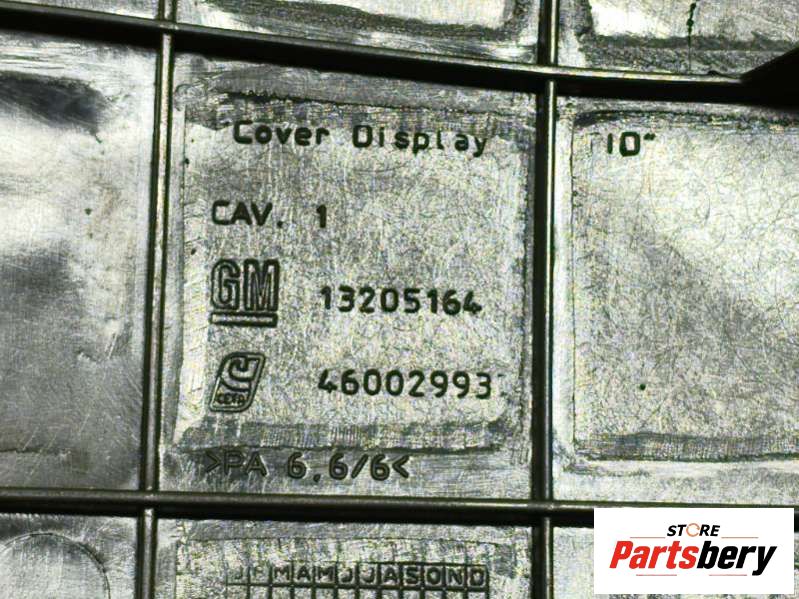 Cover Display
10"
CAV. 1
GM 13205164
46002993
>PA 6.6/6<
J F M A M J J A S O N D
STORE
Partsbery